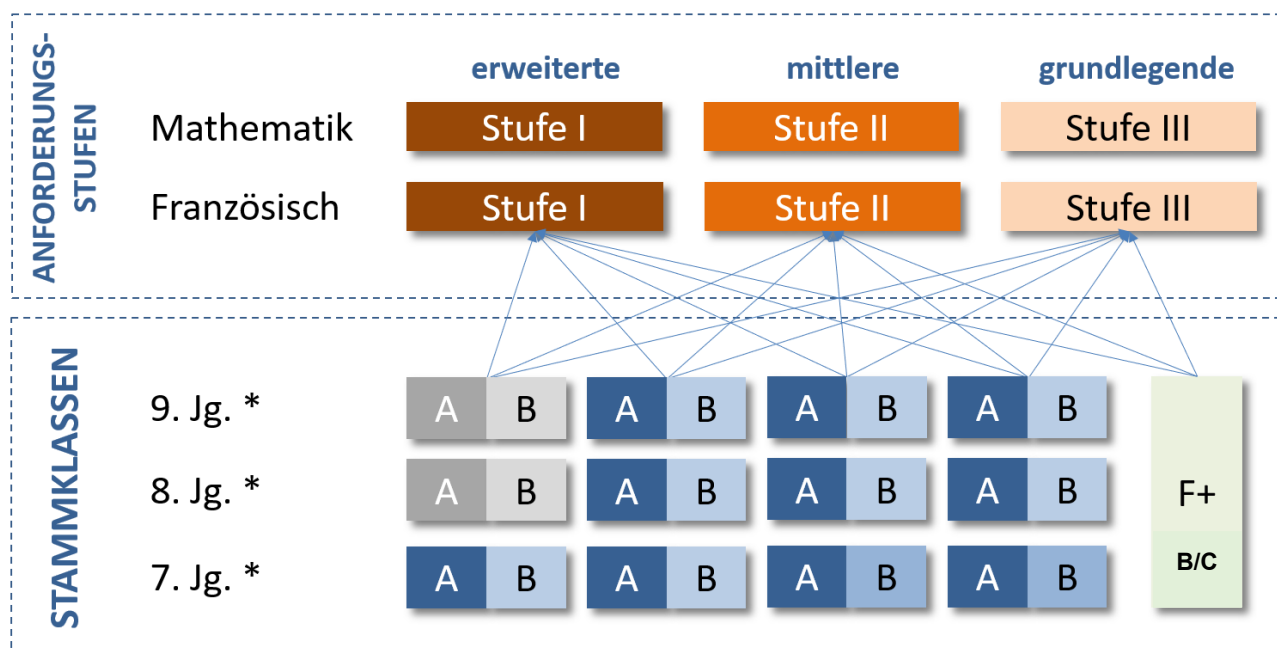 ANFORDERUNGS-
STUFEN
erweiterte mittlere grundlegende
Mathematik Stufe I Stufe II Stufe III
Französisch Stufe I Stufe II Stufe III
STAMMKLASSEN
9. Jg. * A B A B A B A B
8. Jg. * A B A B A B A B F+
7. Jg. * A B A B A B A B B/C